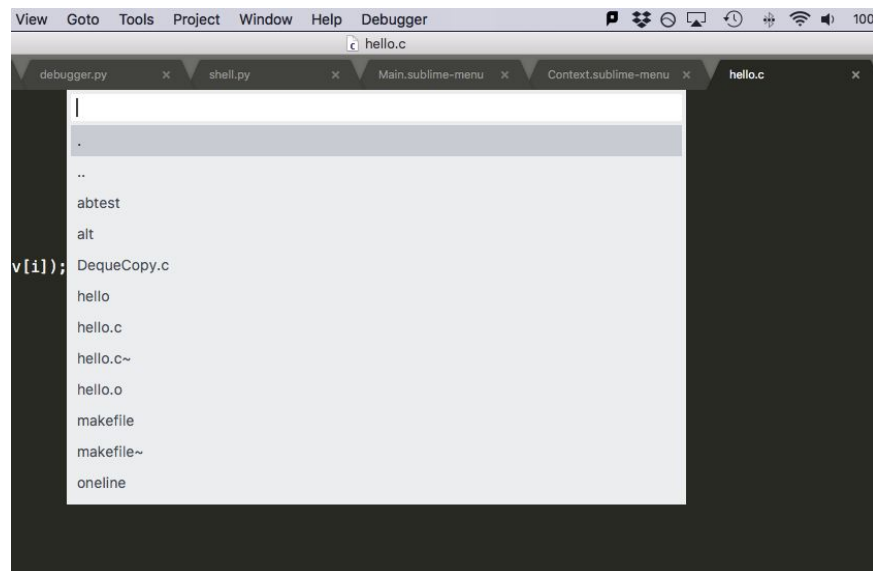 View Goto Tools Project Window Help Debugger 100
hello.c
debugger.py shell.py Main.sublime-menu Context.sublime-menu hello.c
.
..
abtest
alt
v[i]); DequeCopy.c
hello
hello.c
hello.c~
hello.o
makefile
makefile~
oneline